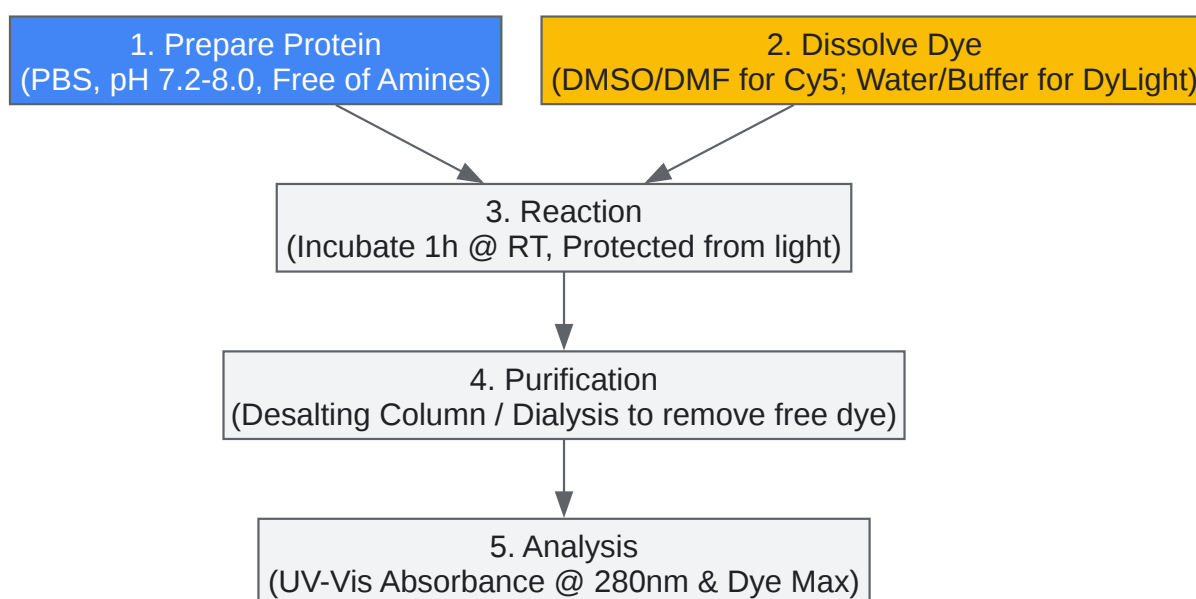 1. Prepare Protein
(PBS, pH 7.2-8.0, Free of Amines)
2. Dissolve Dye
(DMSO/DMF for Cy5; Water/Buffer for DyLight)
3. Reaction
(Incubate 1h @ RT, Protected from light)
4. Purification
(Desalting Column / Dialysis to remove free dye)
5. Analysis
(UV-Vis Absorbance @ 280nm & Dye Max)